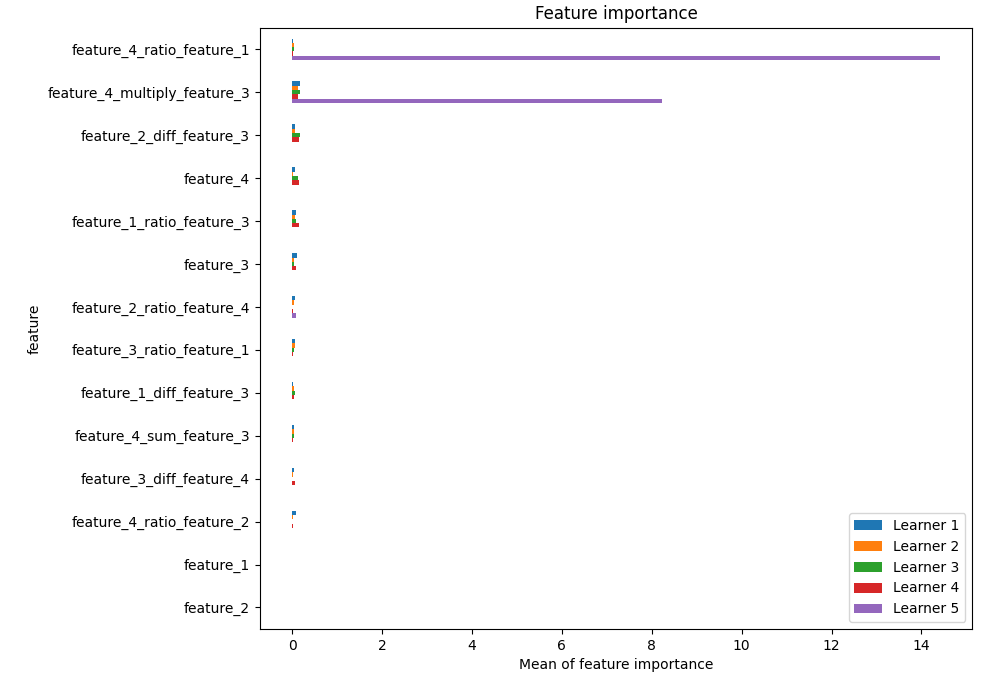 Feature importance
feature_4_ratio_feature_1
feature_4_multiply_feature_3
feature_2_diff_feature_3
feature_4
feature_1_ratio_feature_3
feature_3
feature_2_ratio_feature_4
feature_3_ratio_feature_1
feature_1_diff_feature_3
feature_4_sum_feature_3
feature_3_diff_feature_4
feature_4_ratio_feature_2
feature_1
feature_2
feature
Learner 1
Learner 2
Learner 3
Learner 4
Learner 5
0 2 4 6 8 10 12 14
Mean of feature importance